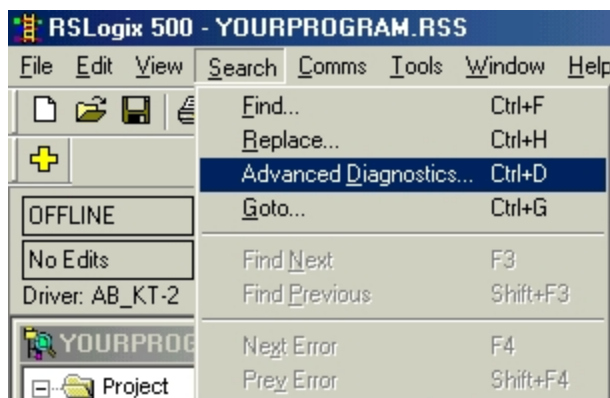 RSLogix 500 - YOURPROGRAM.RSS
File Edit View Search Comms Tools Window Help
Find... Ctrl+F
Replace... Ctrl+H
Advanced Diagnostics... Ctrl+D
OFFLINE
Goto... Ctrl+G
No Edits
Find Next F3
Driver: AB_KT-2
Find Previous Shift+F3
YOURPROG
Next Error F4
Project
Prev Error Shift+F4